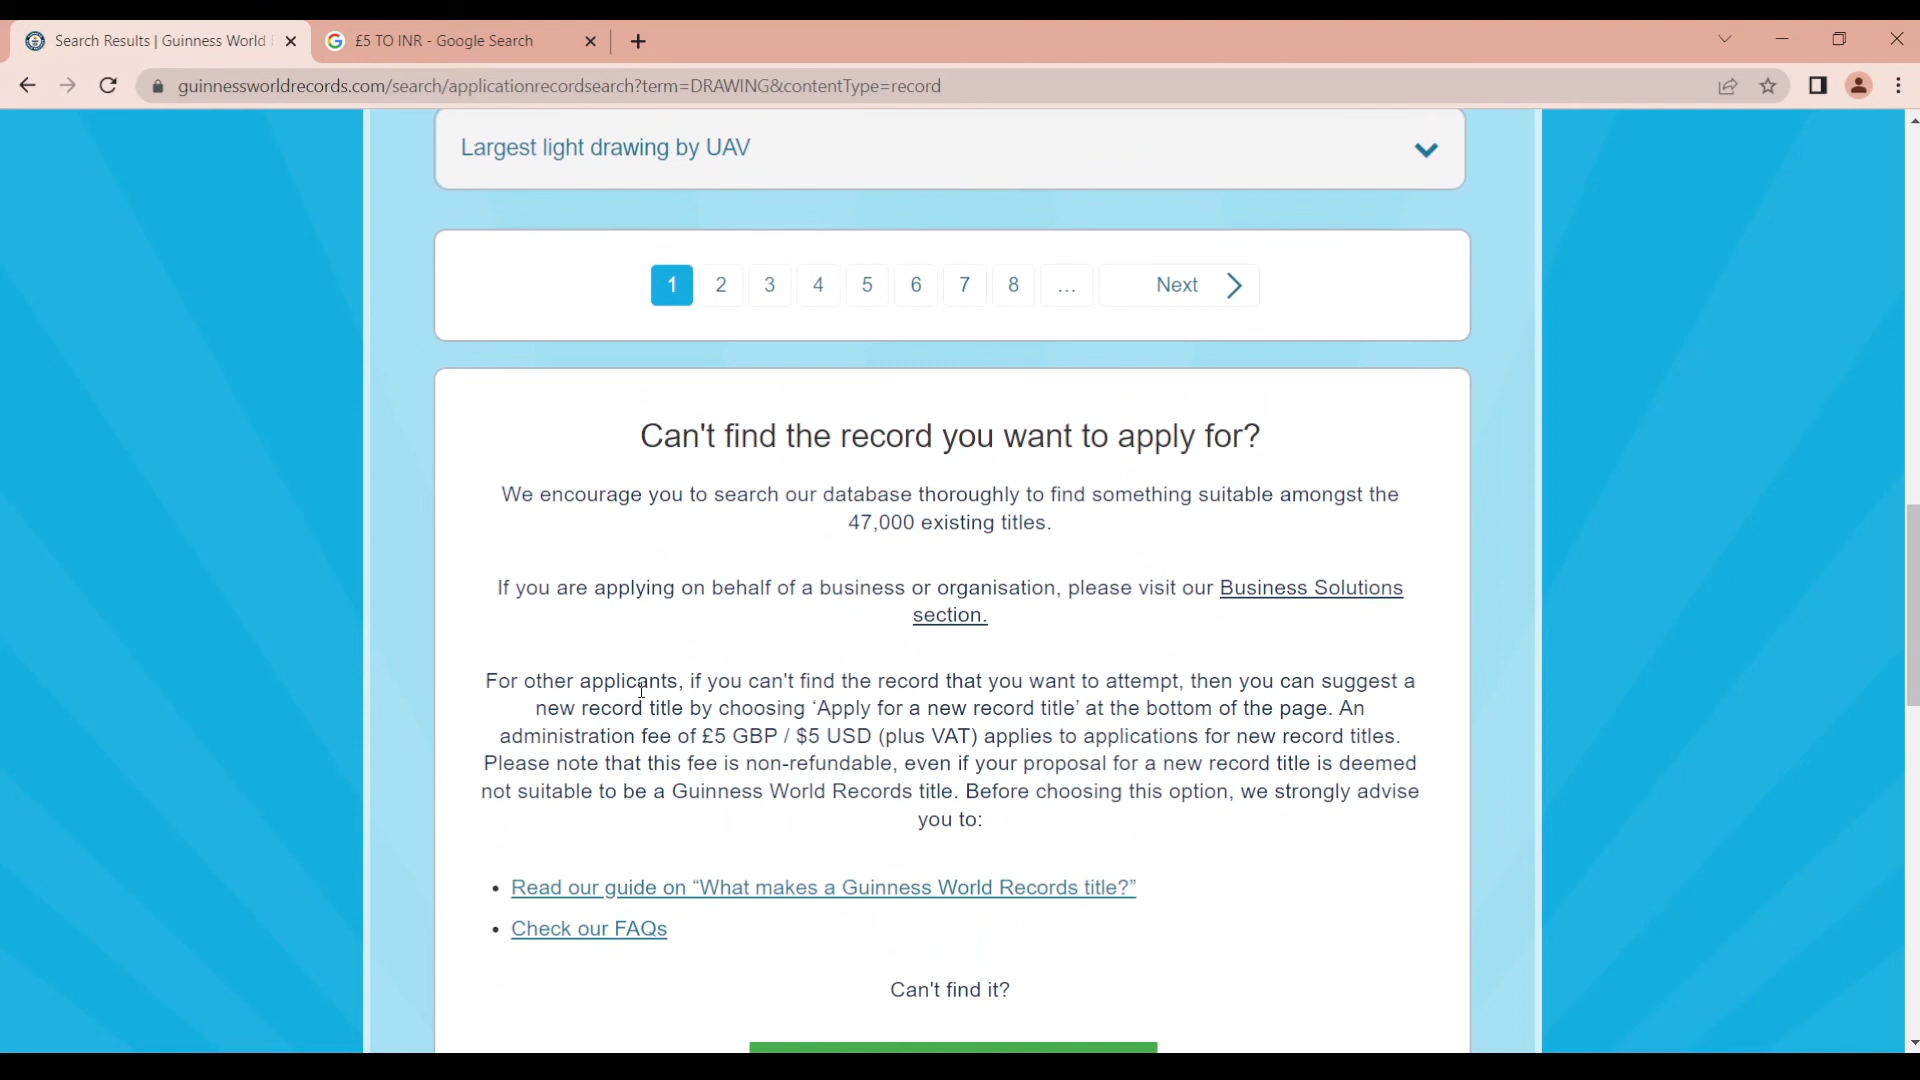 Search Results | Guinness World R
£5 TO INR - Google Search
guinnessworldrecords.com/search/applicationrecordsearch?term=DRAWING&contentType=record
Largest light drawing by UAV
1 2 3 4 5 6 7 8 ... Next
Can't find the record you want to apply for?
We encourage you to search our database thoroughly to find something suitable amongst the
47,000 existing titles.
If you are applying on behalf of a business or organisation, please visit our Business Solutions
section.
For other applicants, if you can't find the record that you want to attempt, then you can suggest a
new record title by choosing ‘Apply for a new record title’ at the bottom of the page. An
administration fee of £5 GBP / $5 USD (plus VAT) applies to applications for new record titles.
Please note that this fee is non-refundable, even if your proposal for a new record title is deemed
not suitable to be a Guinness World Records title. Before choosing this option, we strongly advise
you to:
• Read our guide on “What makes a Guinness World Records title?”
• Check our FAQs
Can't find it?